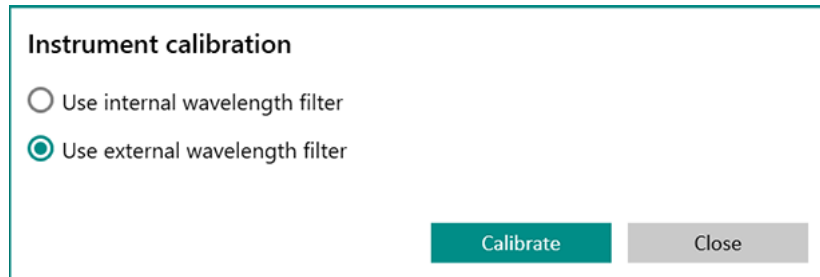 Instrument calibration
Use internal wavelength filter
Use external wavelength filter
Calibrate Close